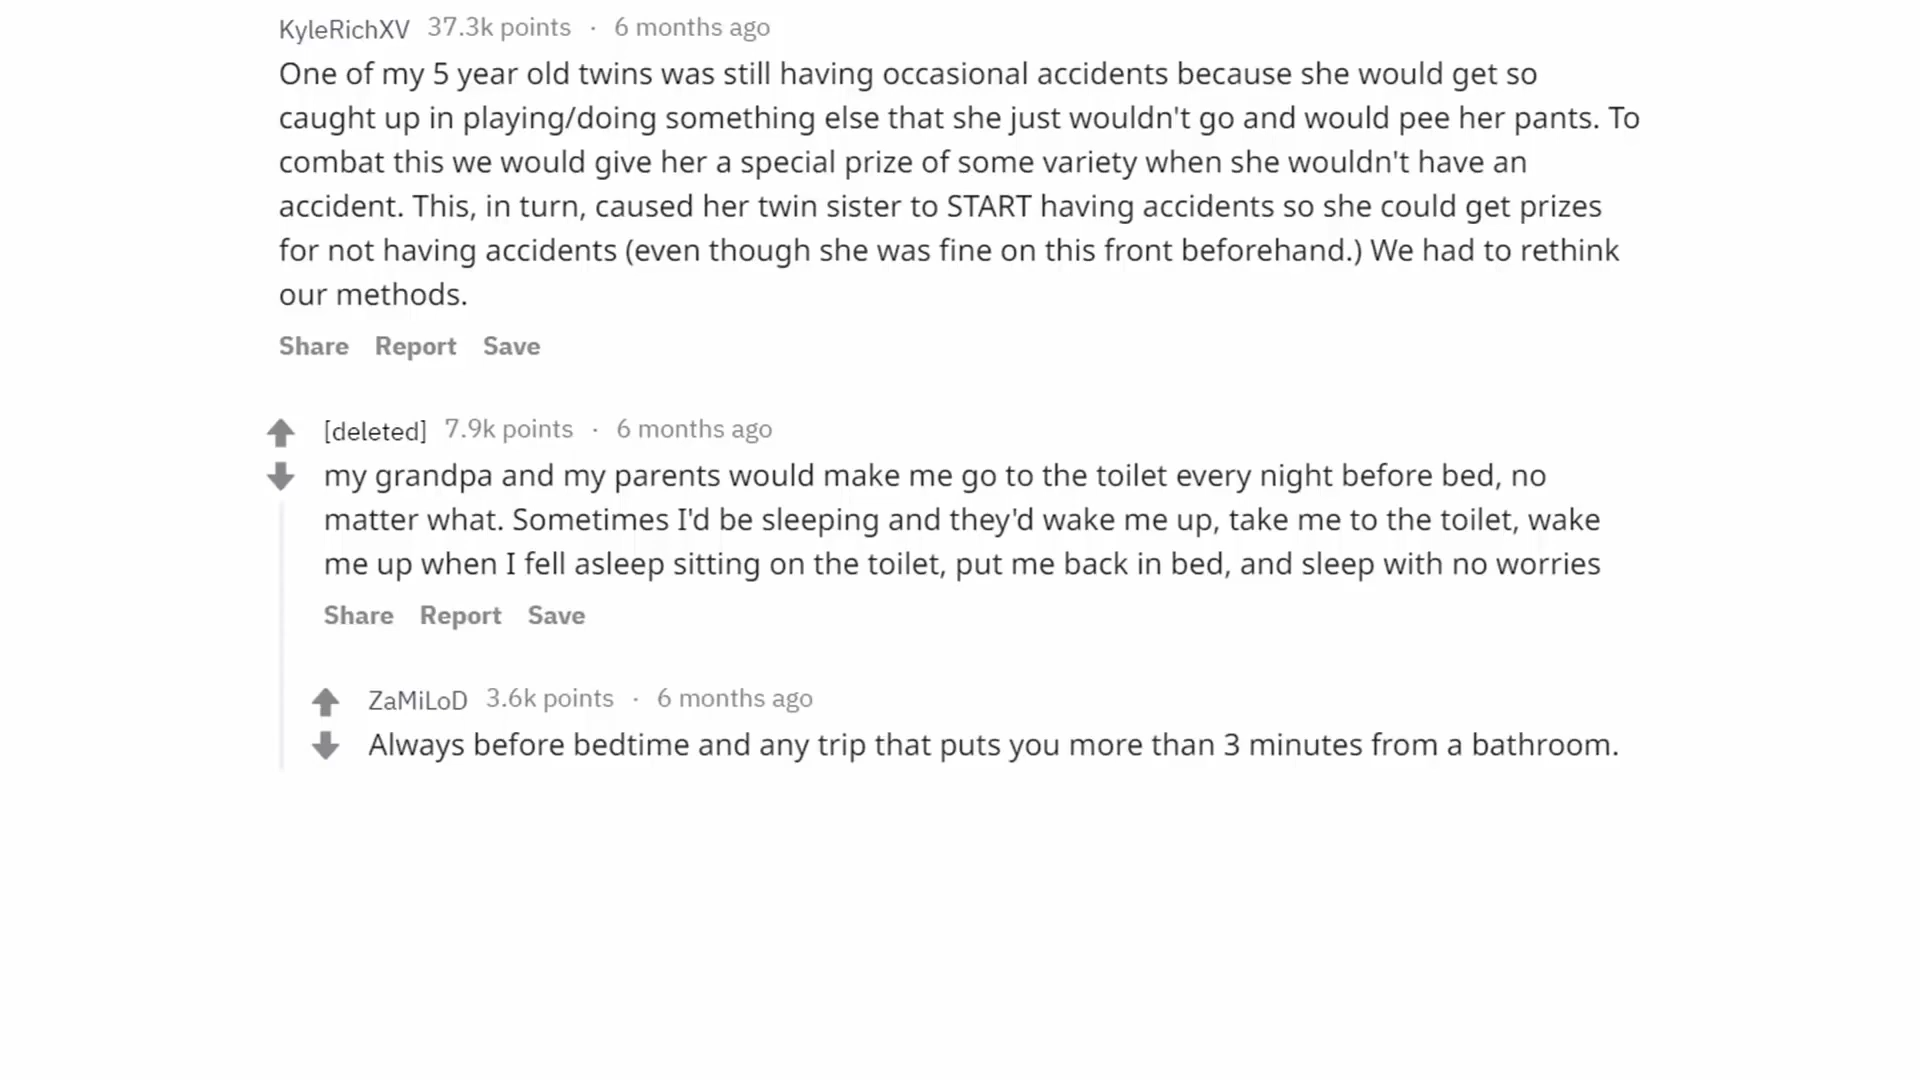 KyleRichXV 37.3k points · 6 months ago
One of my 5 year old twins was still having occasional accidents because she would get so
caught up in playing/doing something else that she just wouldn't go and would pee her pants. To
combat this we would give her a special prize of some variety when she wouldn't have an
accident. This, in turn, caused her twin sister to START having accidents so she could get prizes
for not having accidents (even though she was fine on this front beforehand.) We had to rethink
our methods.
Share Report Save
[deleted] 7.9k points · 6 months ago
my grandpa and my parents would make me go to the toilet every night before bed, no
matter what. Sometimes I'd be sleeping and they'd wake me up, take me to the toilet, wake
me up when I fell asleep sitting on the toilet, put me back in bed, and sleep with no worries
Share Report Save
ZaMiLoD 3.6k points · 6 months ago
Always before bedtime and any trip that puts you more than 3 minutes from a bathroom.